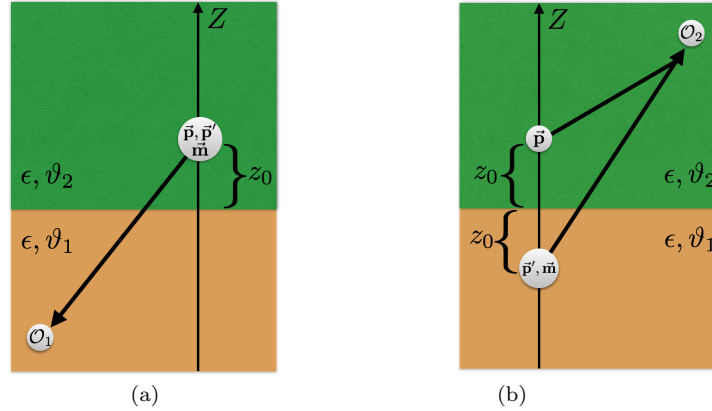 Z
p⃗, p⃗′
m⃗
z₀
ϵ, ϑ₂
ϵ, ϑ₁
𝒪₁
(a)
Z
𝒪₂
p⃗
z₀
ϵ, ϑ₂
z₀
ϵ, ϑ₁
p⃗′, m⃗
(b)